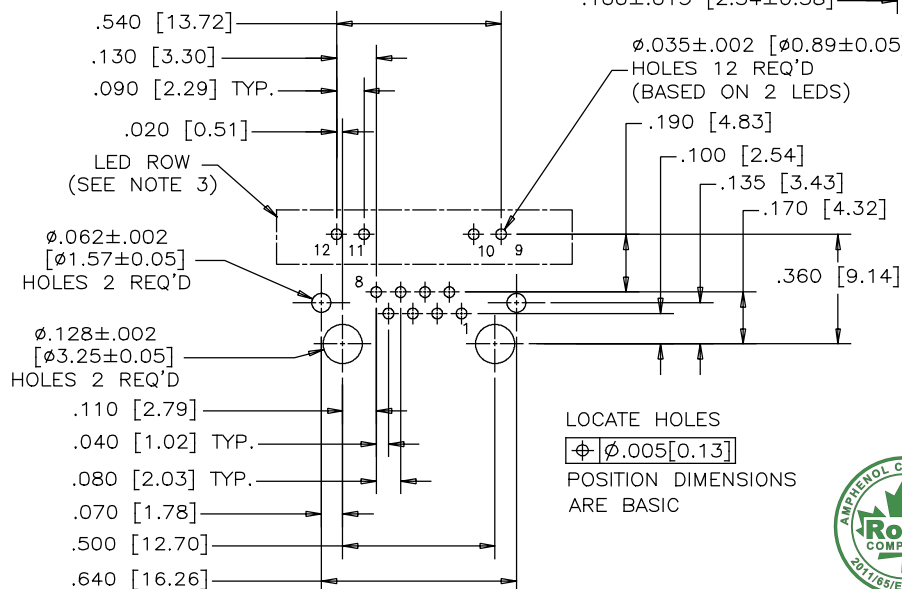 .540 [13.72]
.130 [3.30]
.090 [2.29] TYP.
.020 [0.51]
LED ROW
(SEE NOTE 3)
Ø.062±.002
[Ø1.57±0.05]
HOLES 2 REQ'D
Ø.128±.002
[Ø3.25±0.05]
HOLES 2 REQ'D
.110 [2.79]
.040 [1.02] TYP.
.080 [2.03] TYP.
.070 [1.78]
.500 [12.70]
.640 [16.26]
12 11 10 9
8
1
Ø.035±.002 [Ø0.89±0.05
HOLES 12 REQ'D
(BASED ON 2 LEDS)
.190 [4.83]
.100 [2.54]
.135 [3.43]
.170 [4.32]
.360 [9.14]
LOCATE HOLES
⌖ Ø.005[0.13]
POSITION DIMENSIONS
ARE BASIC
AMPHENOL
2011/65/E